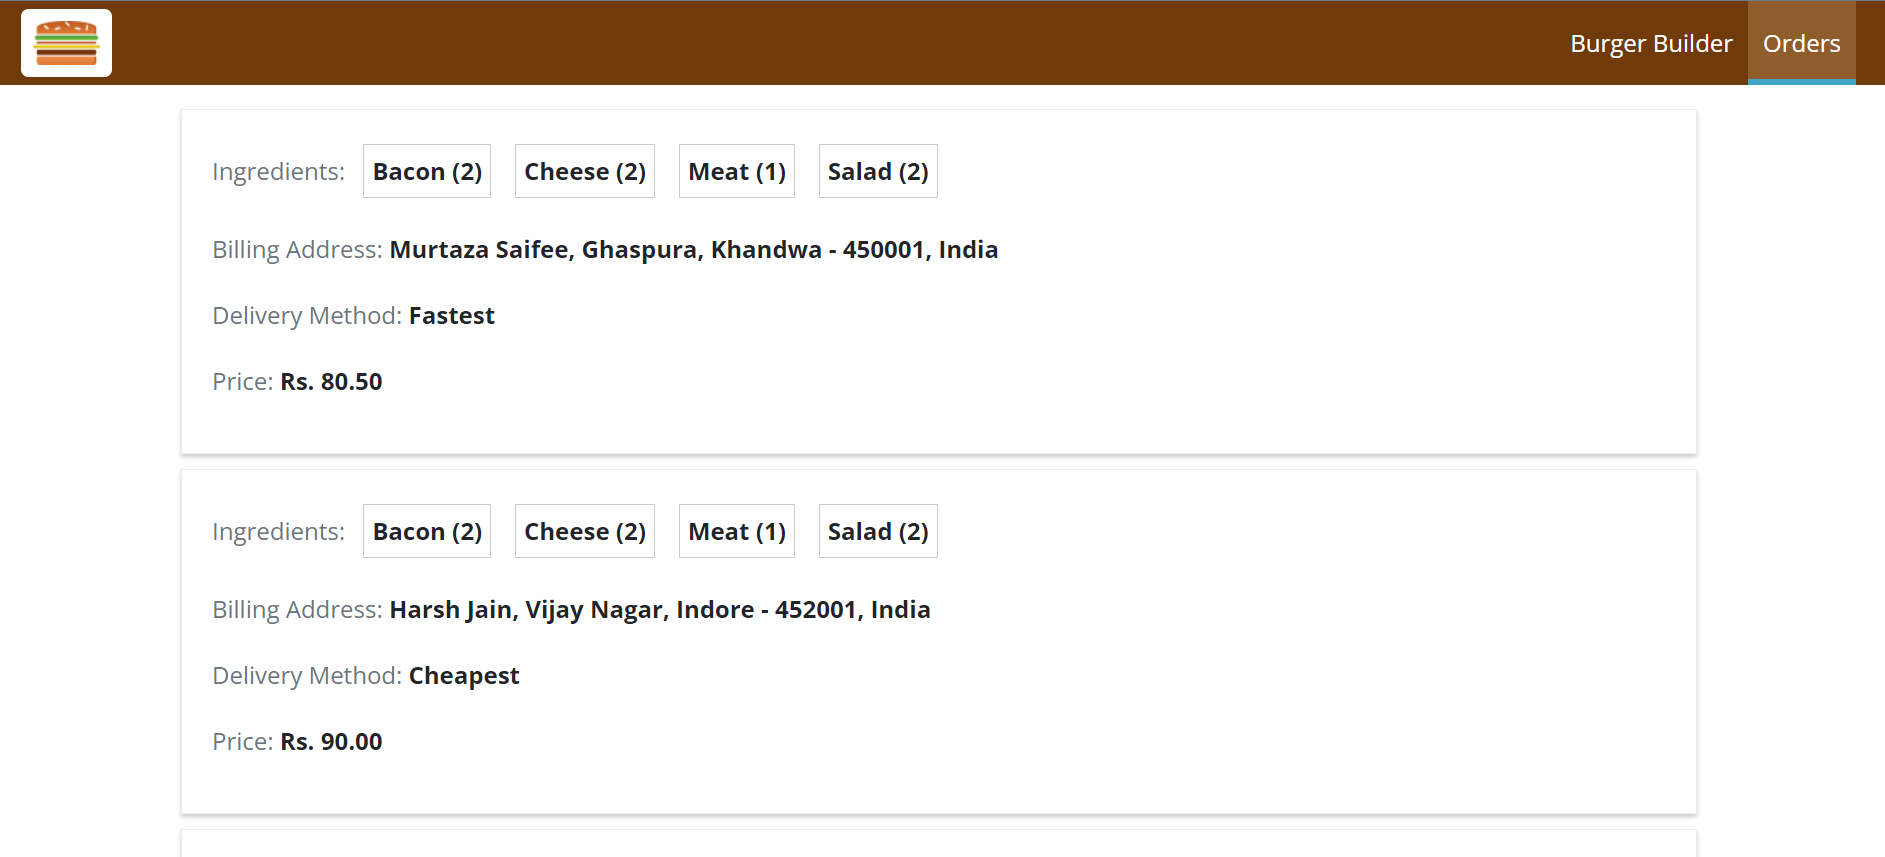 Burger Builder Orders
Ingredients: Bacon (2) Cheese (2) Meat (1) Salad (2)
Billing Address: Murtaza Saifee, Ghaspura, Khandwa - 450001, India
Delivery Method: Fastest
Price: Rs. 80.50
Ingredients: Bacon (2) Cheese (2) Meat (1) Salad (2)
Billing Address: Harsh Jain, Vijay Nagar, Indore - 452001, India
Delivery Method: Cheapest
Price: Rs. 90.00